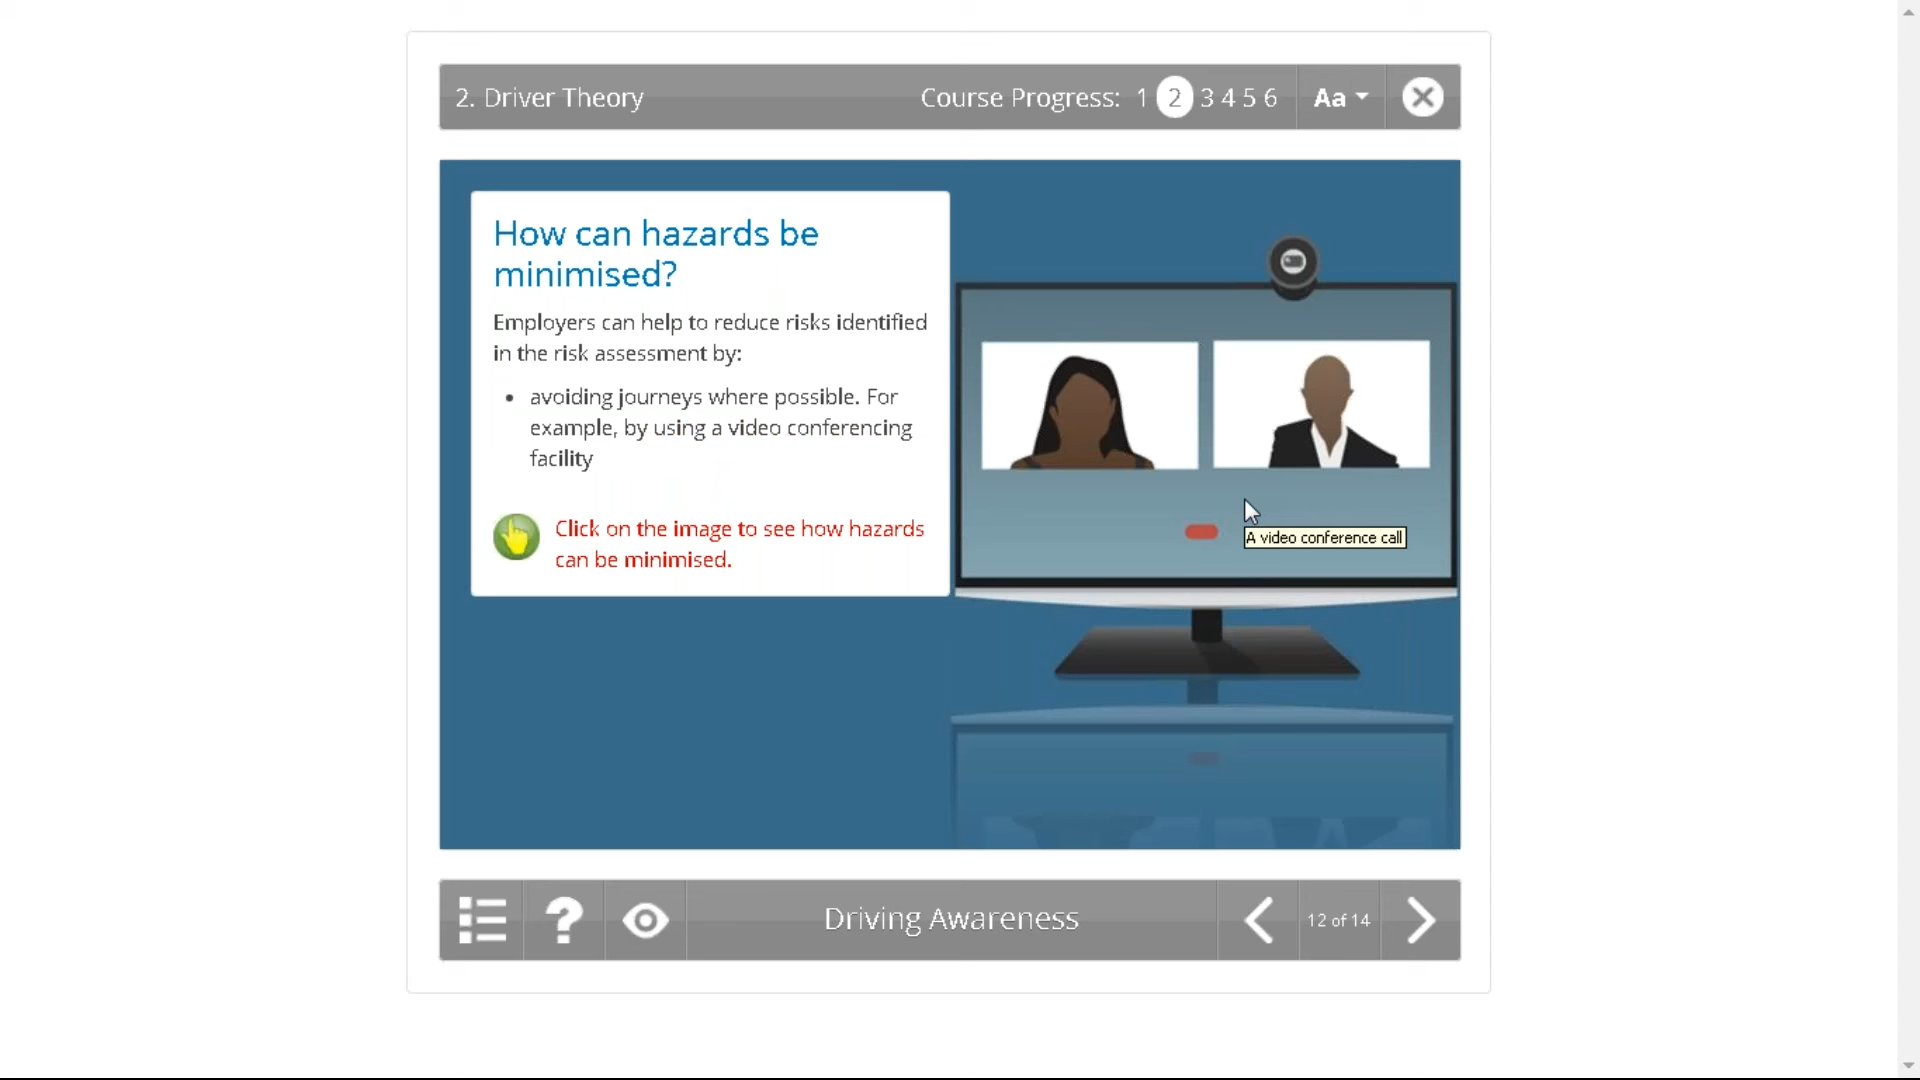 2. Driver Theory
Course Progress: 1 2 3 4 5 6
Aa
How can hazards be
minimised?
Employers can help to reduce risks identified
in the risk assessment by:
• avoiding journeys where possible. For
example, by using a video conferencing
facility
Click on the image to see how hazards
can be minimised.
A video conference call
?
Driving Awareness
12 of 14